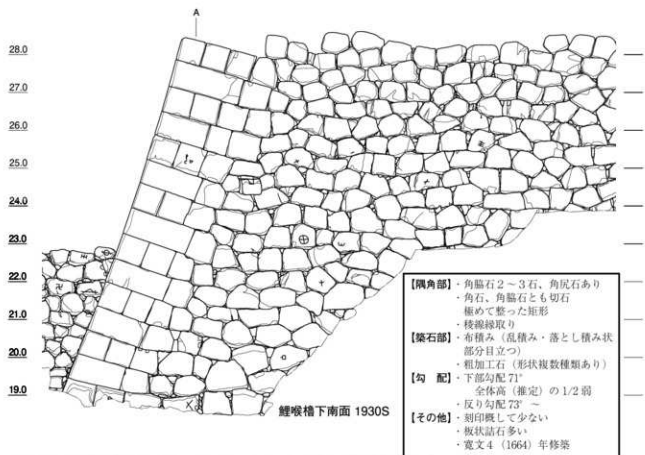 A
28.0
27.0
26.0
25.0
24.0
23.0
22.0
21.0
20.0
19.0
鯉喉櫓下南面 1930S
【隅角部】・角脇石2~3石、角尻石あり
・角石、角脇石とも切石
極めて整った矩形
・稜線縁取り
【築石部】・布積み(乱積み・落とし積み状
部分目立つ)
・粗加工石(形状複数種類あり)
【勾 配】・下部勾配 71°
全体高(推定)の 1/2 弱
・反り勾配 73° ~
【その他】・刻印概して少ない
・板状詰石多い
・寛文4(1664)年修築